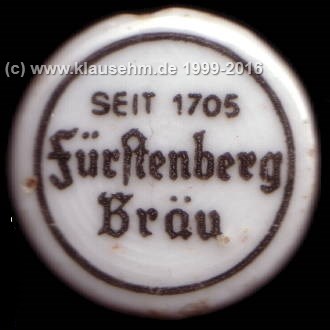 (c) www.klausehm.de 1999-2016
SEIT 1705
Fürstenberg
Bräu